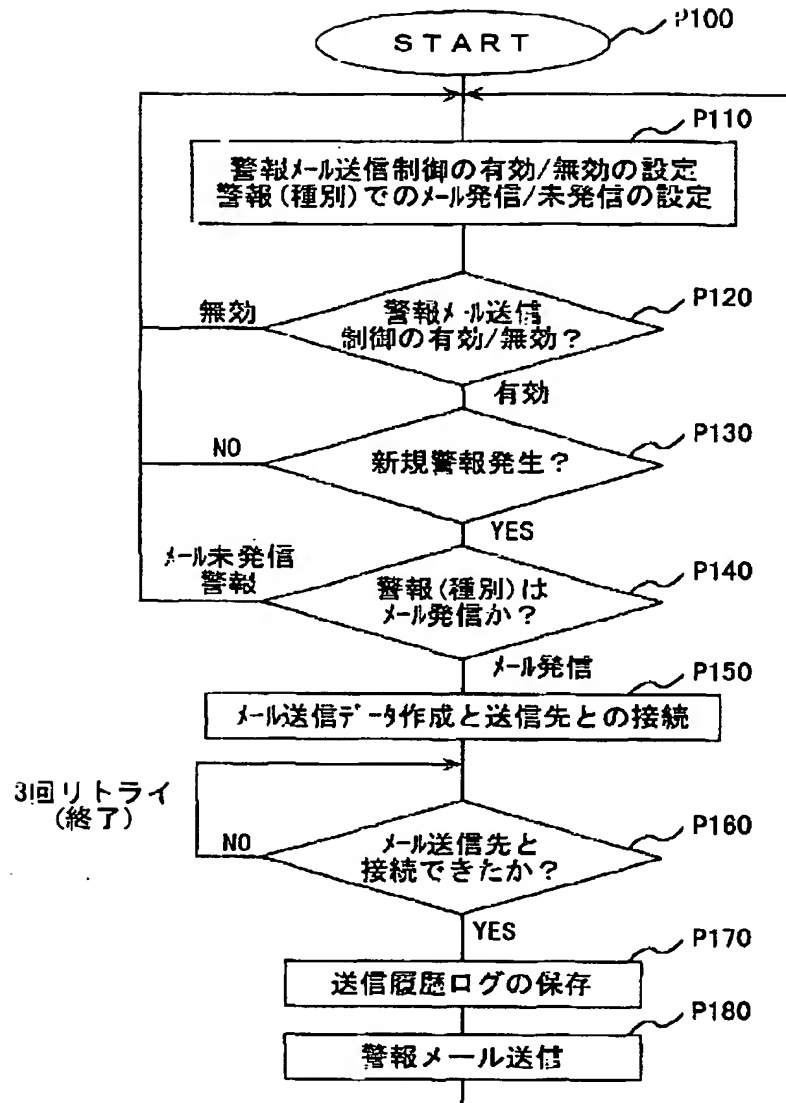 P100
START
P110
警報メール送信制御の有効/無効の設定
警報(種別)でのメール発信/未発信の設定
P120
無効
警報メール送信
制御の有効/無効？
有効
P130
NO
新規警報発生？
YES
メール未発信
警報
P140
警報(種別)は
メール発信か？
メール発信
P150
メール送信データ作成と送信先との接続
3回リトライ
(終了)
P160
NO
メール送信先と
接続できたか？
YES
P170
送信履歴ログの保存
P180
警報メール送信